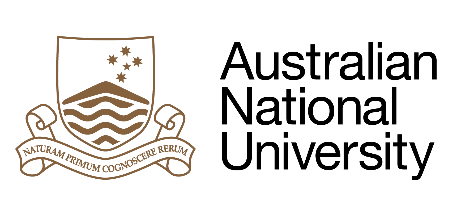 NATURAM PRIMUM COGNOSCERE RERUM
Australian
National
University